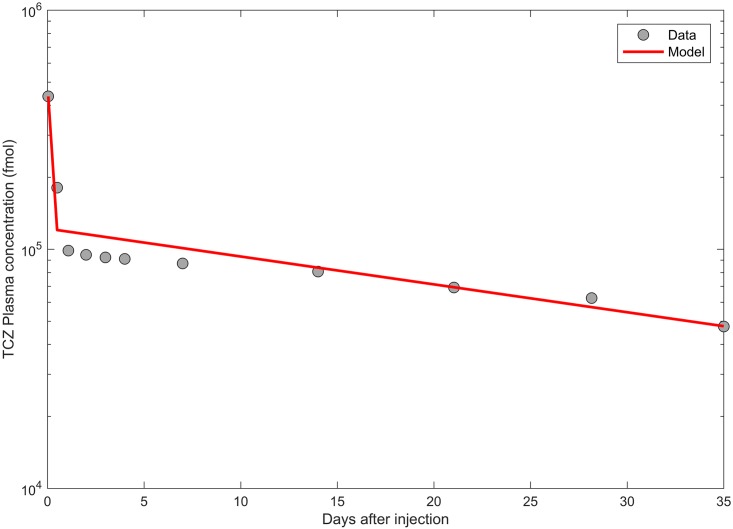 10^6
Data
Model
10^5
TCZ Plasma concentration (fmol)
10^4
0 5 10 15 20 25 30 35
Days after injection